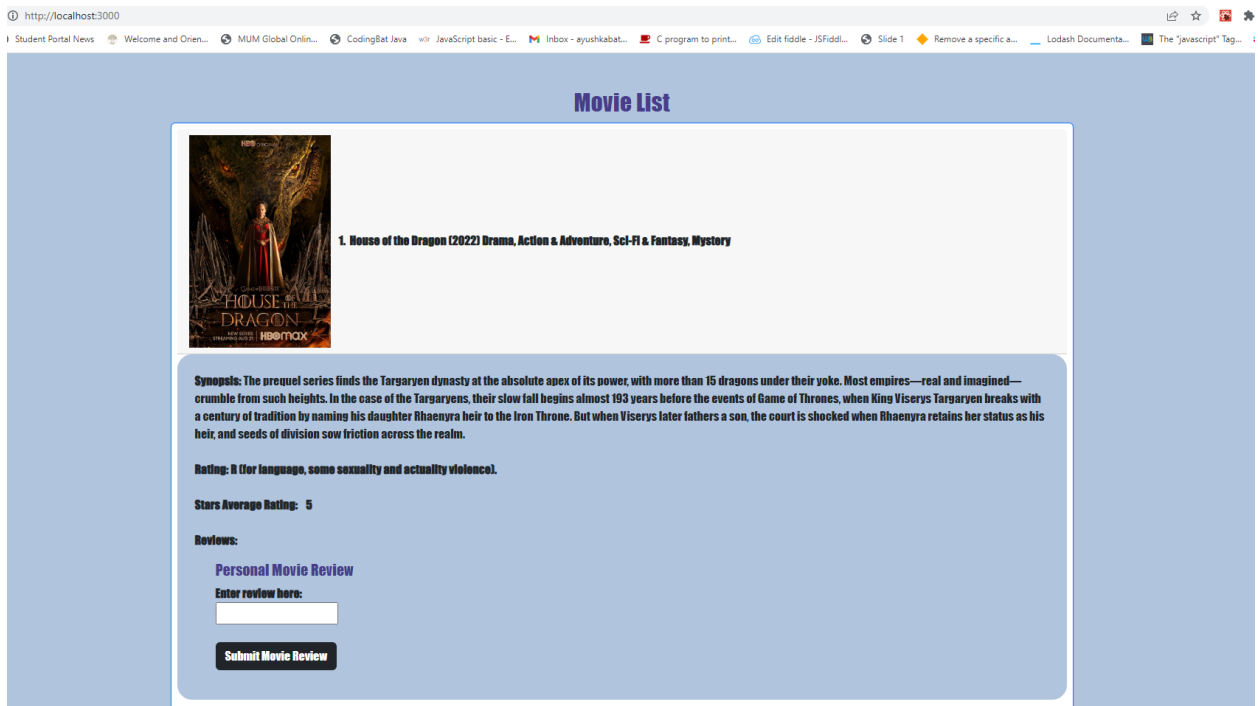 http://localhost:3000
Student Portal News Welcome and Orien... MUM Global Onlin... CodingBat Java w3r JavaScript basic - E... Inbox - ayushkabat... C program to print... Edit fiddle - JSFiddl... Slide 1 Remove a specific a... Lodash Documenta... The "javascript" Tag...
Movie List
HBO ORIGINAL
GAME OF THRONES
HOUSE OF THE
DRAGON
NEW SERIES
STREAMING AUG 21 HBOMAX
1. House of the Dragon (2022) Drama, Action & Adventure, Sci-Fi & Fantasy, Mystery
Synopsis: The prequel series finds the Targaryen dynasty at the absolute apex of its power, with more than 15 dragons under their yoke. Most empires—real and imagined—
crumble from such heights. In the case of the Targaryens, their slow fall begins almost 193 years before the events of Game of Thrones, when King Viserys Targaryen breaks with
a century of tradition by naming his daughter Rhaenyra heir to the Iron Throne. But when Viserys later fathers a son, the court is shocked when Rhaenyra retains her status as his
heir, and seeds of division sow friction across the realm.
Rating: R (for language, some sexuality and actuality violence).
Stars Average Rating: 5
Reviews:
Personal Movie Review
Enter review here:
Submit Movie Review